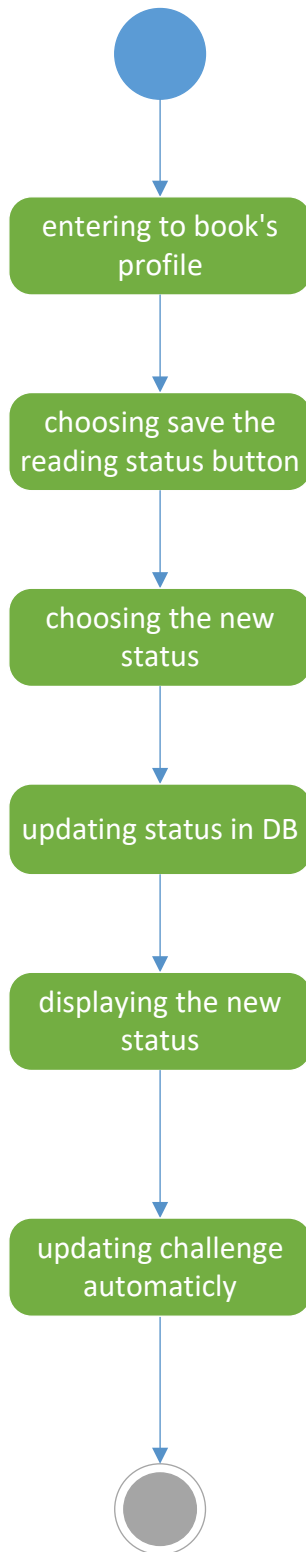 entering to book's
profile
choosing save the
reading status button
choosing the new
status
updating status in DB
displaying the new
status
updating challenge
automaticly